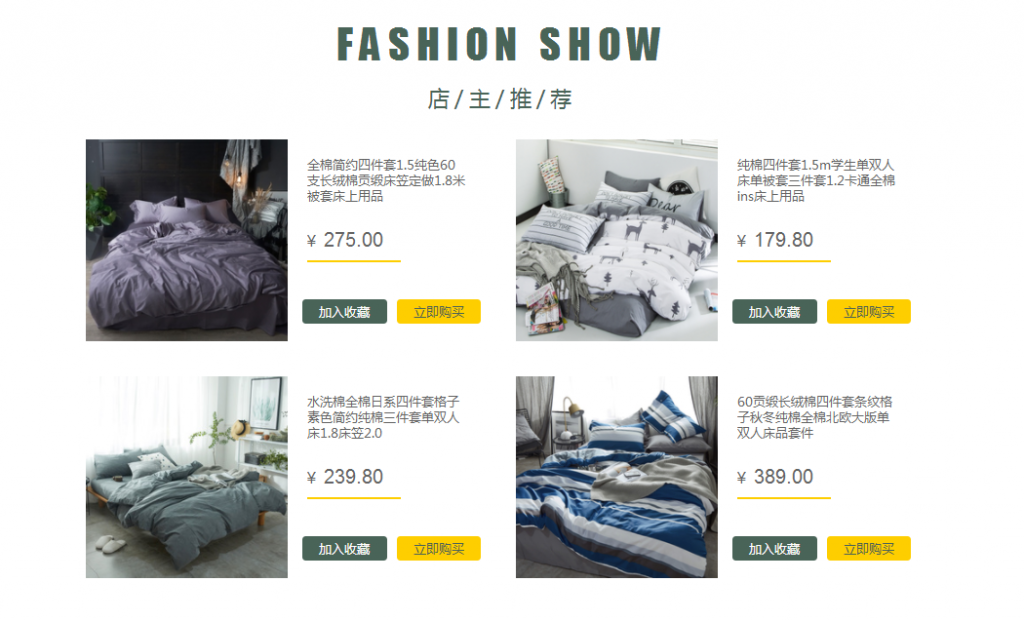 FASHION SHOW
店/主/推/荐
全棉简约四件套1.5纯色60
支长绒棉贡缎床笠定做1.8米
被套床上用品
¥ 275.00
加入收藏
立即购买
纯棉四件套1.5m学生单双人
床单被套三件套1.2卡通全棉
ins床上用品
¥ 179.80
加入收藏
立即购买
Dear
GOOD TIME
水洗棉全棉日系四件套格子
素色简约纯棉三件套单双人
床1.8床笠2.0
¥ 239.80
加入收藏
立即购买
60贡缎长绒棉四件套条纹格
子秋冬纯棉全棉北欧大版单
双人床品套件
¥ 389.00
加入收藏
立即购买